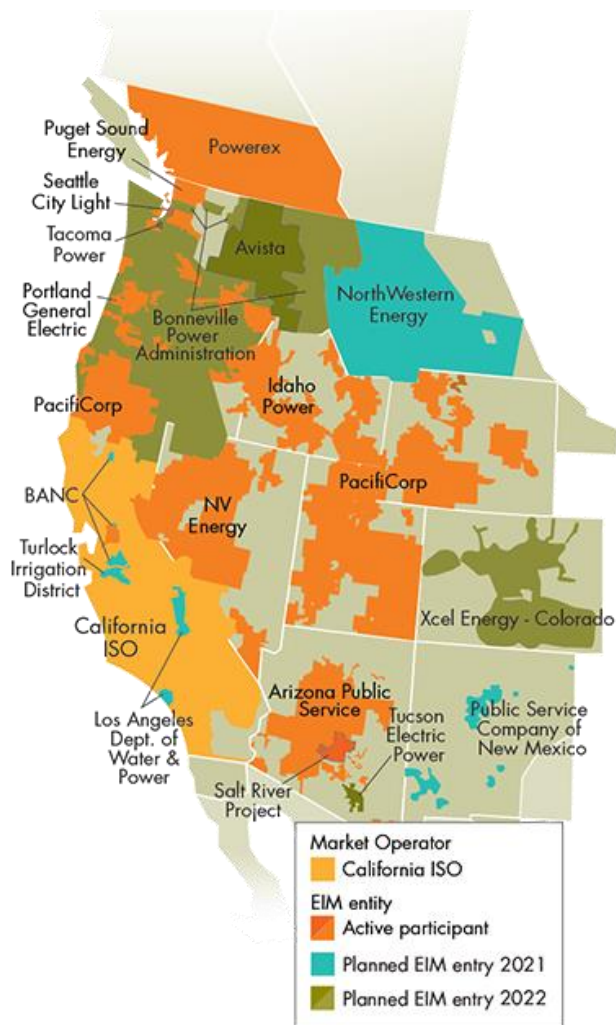 Puget Sound
Energy
Powerex
Seattle
City Light
Tacoma
Power
Avista
NorthWestern
Energy
Portland
General
Electric
Bonneville
Power
Administration
Idaho
Power
PacifiCorp
PacifiCorp
BANC
NV
Energy
Turlock
Irrigation
District
California
ISO
Xcel Energy - Colorado
Los Angeles
Dept. of
Water &
Power
Arizona Public
Service
Tucson
Electric
Power
Public Service
Company of
New Mexico
Salt River
Project
Market Operator
California ISO
EIM entity
Active participant
Planned EIM entry 2021
Planned EIM entry 2022